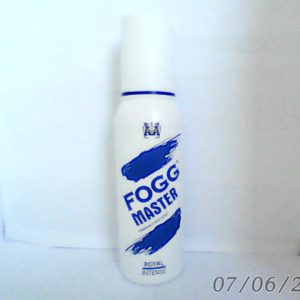 FOGG
MASTER
ROYAL
INTENSE
07/06/2